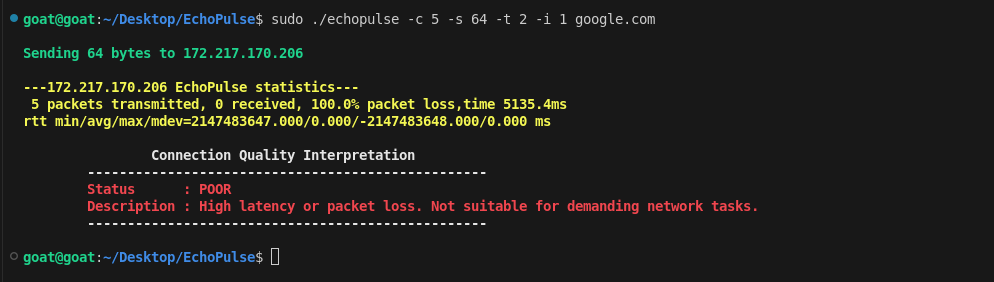 goat@goat:~/Desktop/EchoPulse$ sudo ./echopulse -c 5 -s 64 -t 2 -i 1 google.com
Sending 64 bytes to 172.217.170.206
---172.217.170.206 EchoPulse statistics---
5 packets transmitted, 0 received, 100.0% packet loss,time 5135.4ms
rtt min/avg/max/mdev=2147483647.000/0.000/-2147483648.000/0.000 ms
Connection Quality Interpretation
--------------------------------------------------
Status      : POOR
Description : High latency or packet loss. Not suitable for demanding network tasks.
--------------------------------------------------
goat@goat:~/Desktop/EchoPulse$